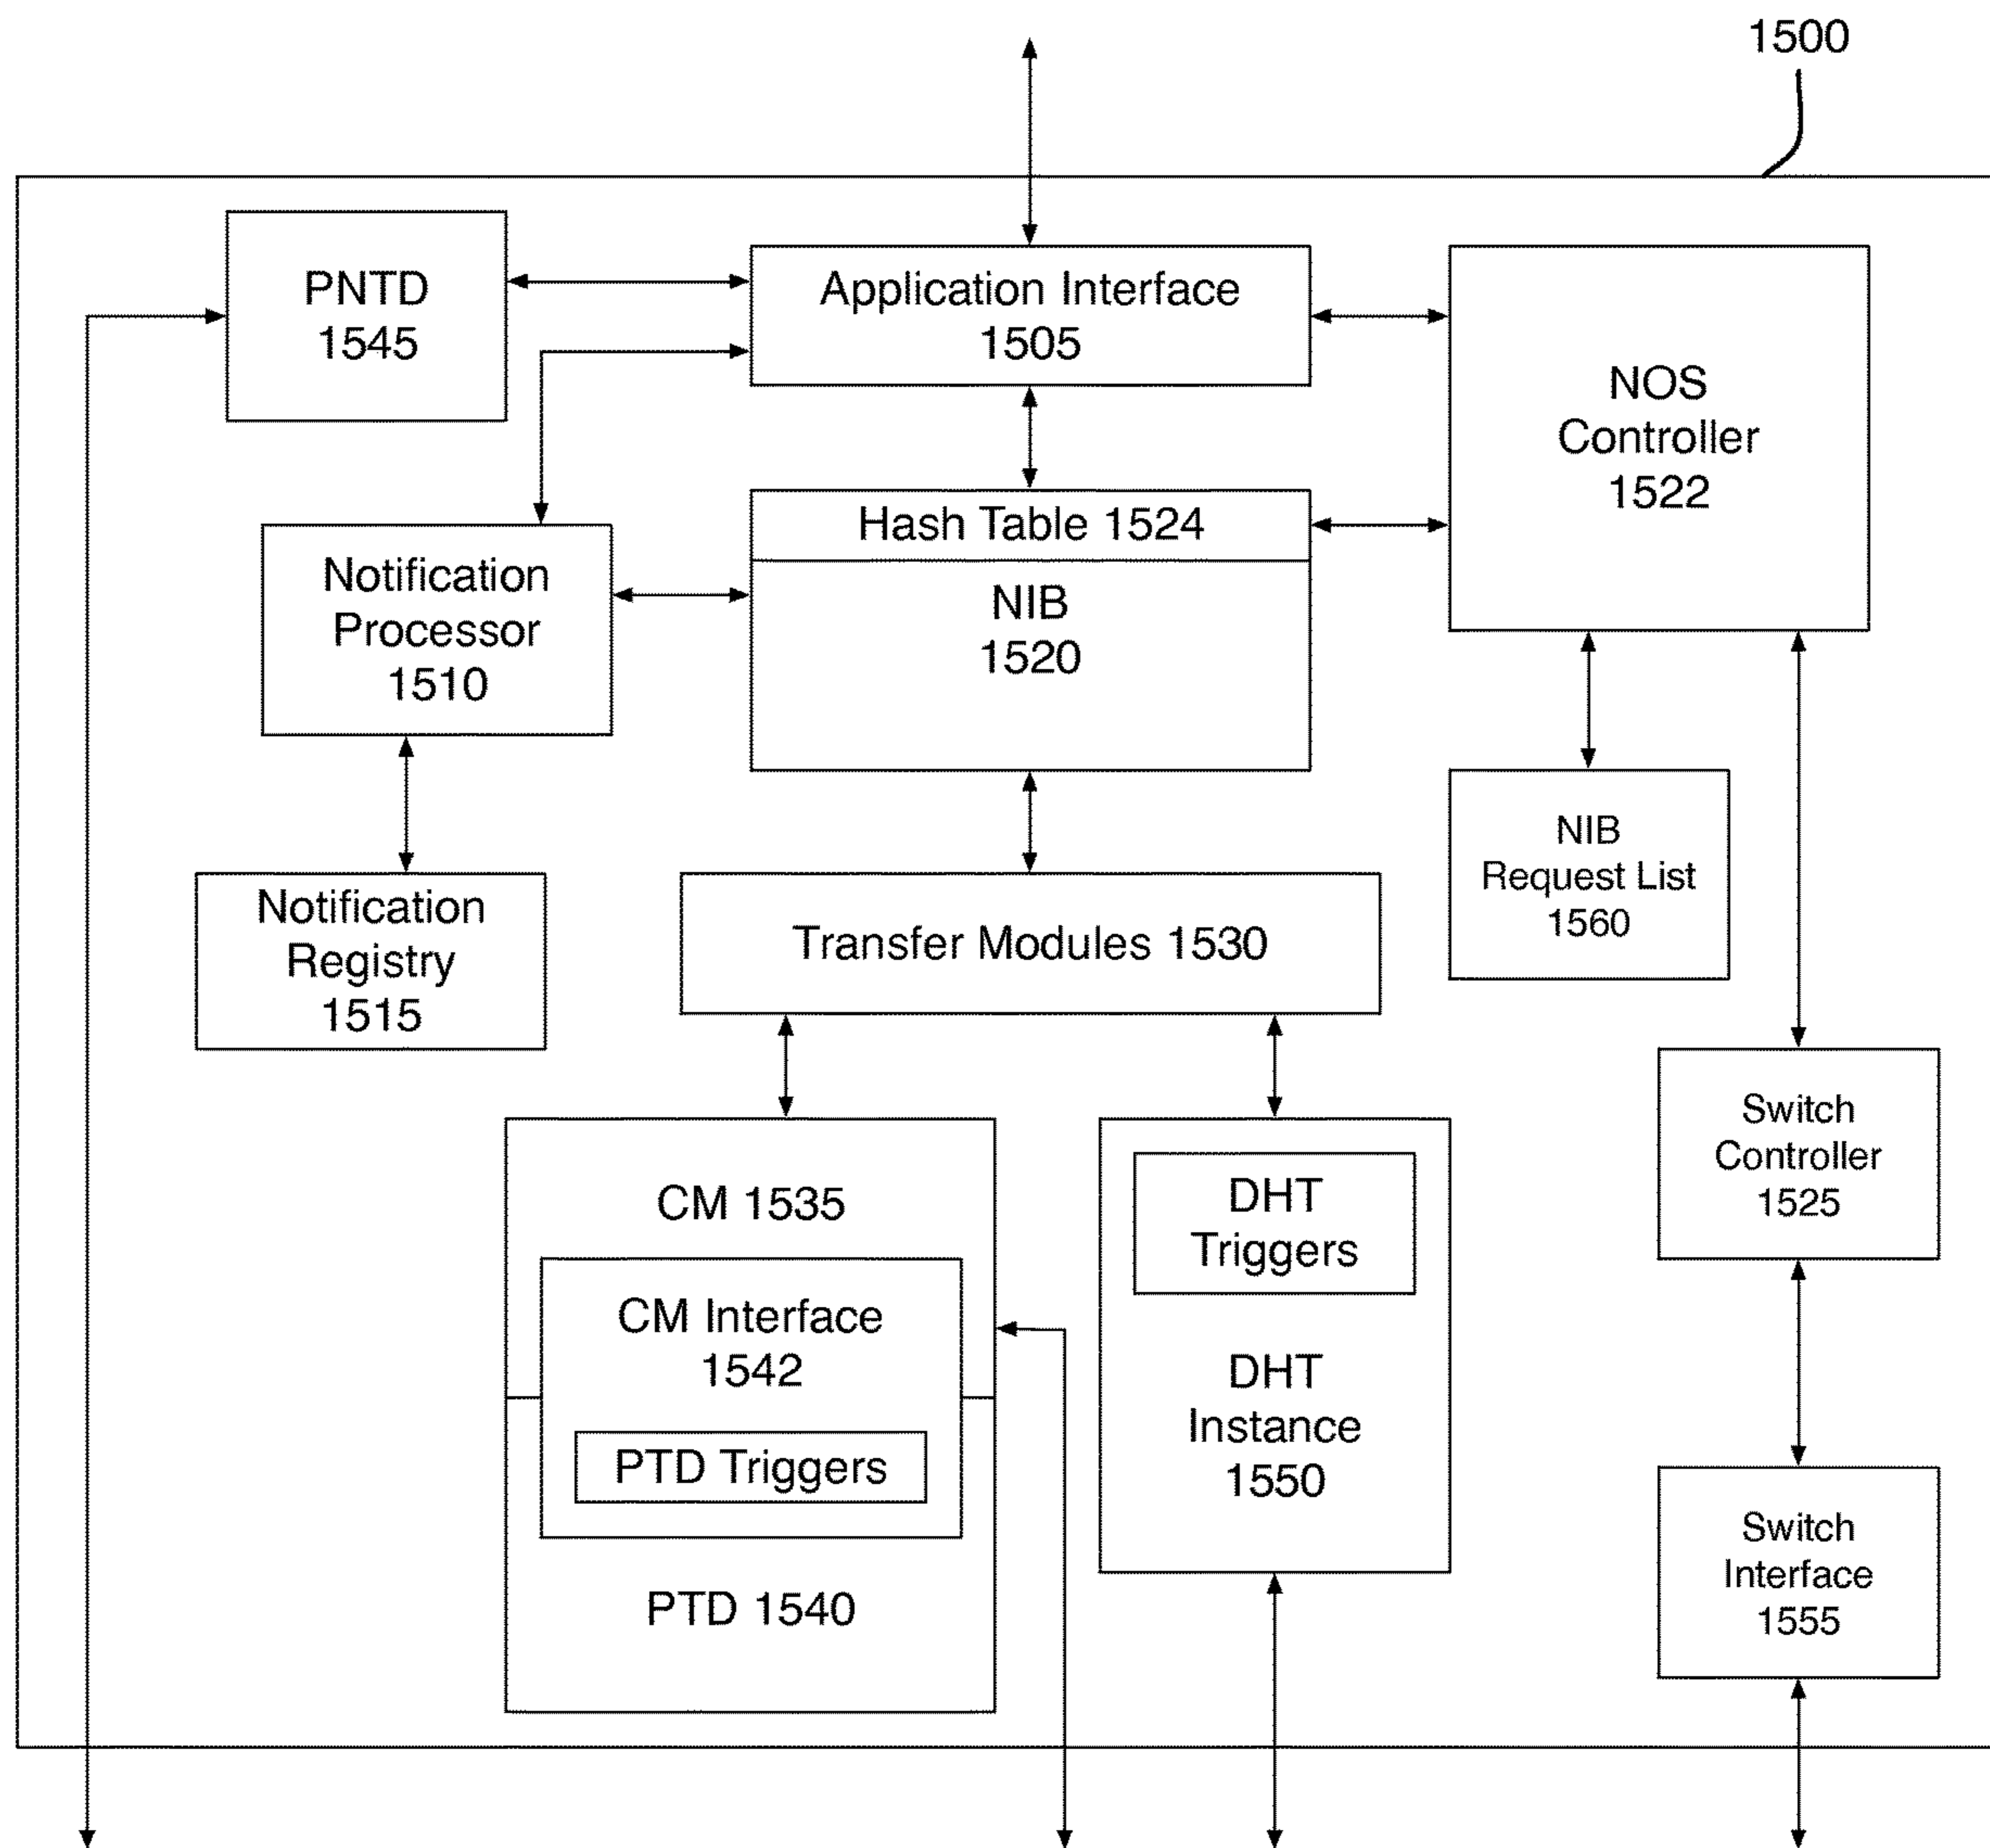 1500
PNTD
1545
Application Interface
1505
NOS
Controller
1522
Hash Table 1524
NIB
1520
Notification
Processor
1510
NIB
Request List
1560
Notification
Registry
1515
Transfer Modules 1530
Switch
Controller
1525
CM 1535
CM Interface
1542
PTD Triggers
PTD 1540
DHT
Triggers
DHT
Instance
1550
Switch
Interface
1555